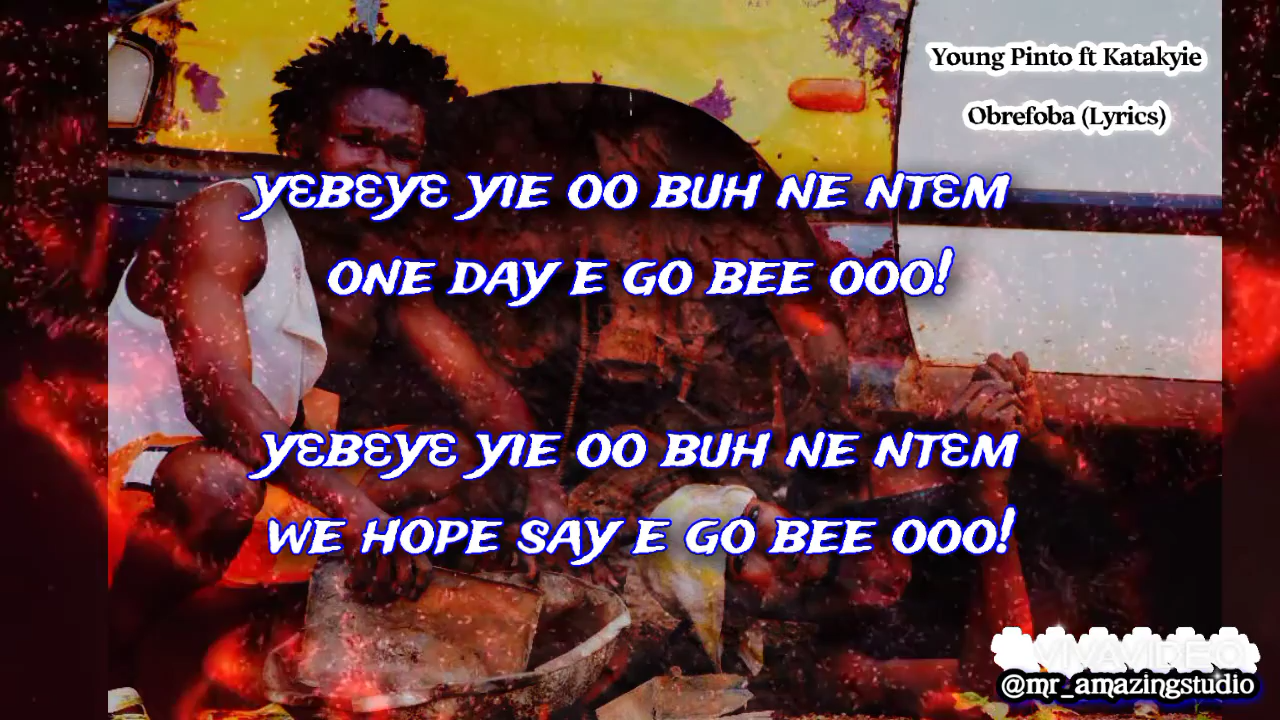 Young Pinto ft Katakyie
Obrefoba (Lyrics)
YƐBƐYƐ YIE OO BUH NE NTƐM
ONE DAY E GO BEE OOO!
YƐBƐYƐ YIE OO BUH NE NTƐM
WE HOPE SAY E GO BEE OOO!
VIVAVIDEO
@mr_amazingstudio